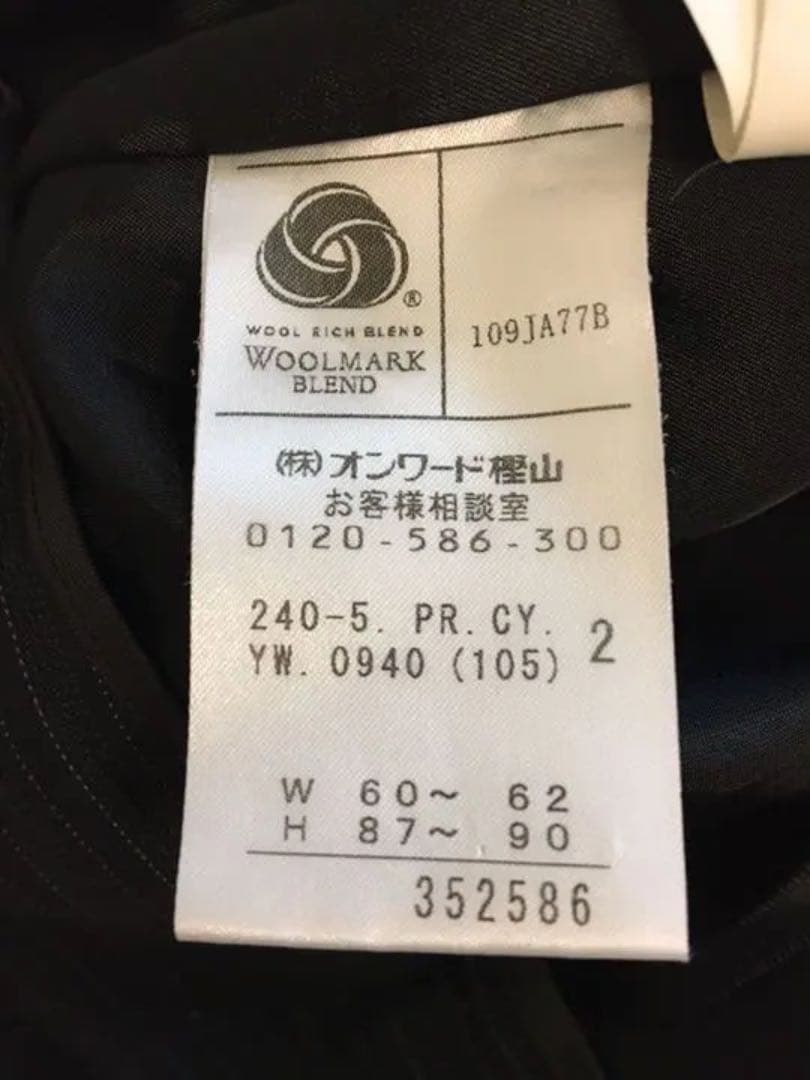 ®
WOOL RICH BLEND
WOOLMARK
BLEND
109JA77B
(株)オンワード樫山
お客様相談室
0120-586-300
240-5. PR. CY. 2
YW. 0940 (105)
W 60~ 62
H 87~ 90
352586